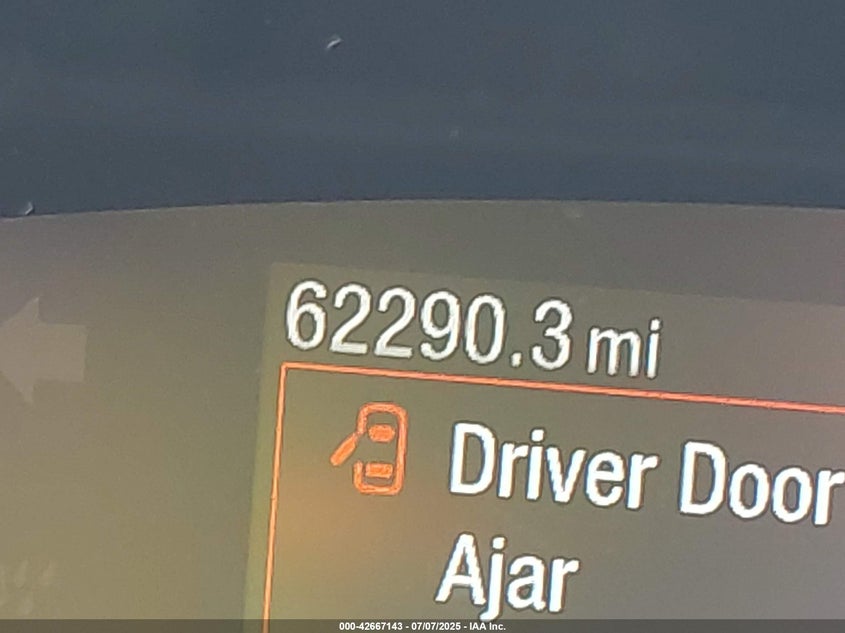 62290.3 mi
Driver Door
Ajar
000-42667143 - 07/07/2025 - IAA Inc.